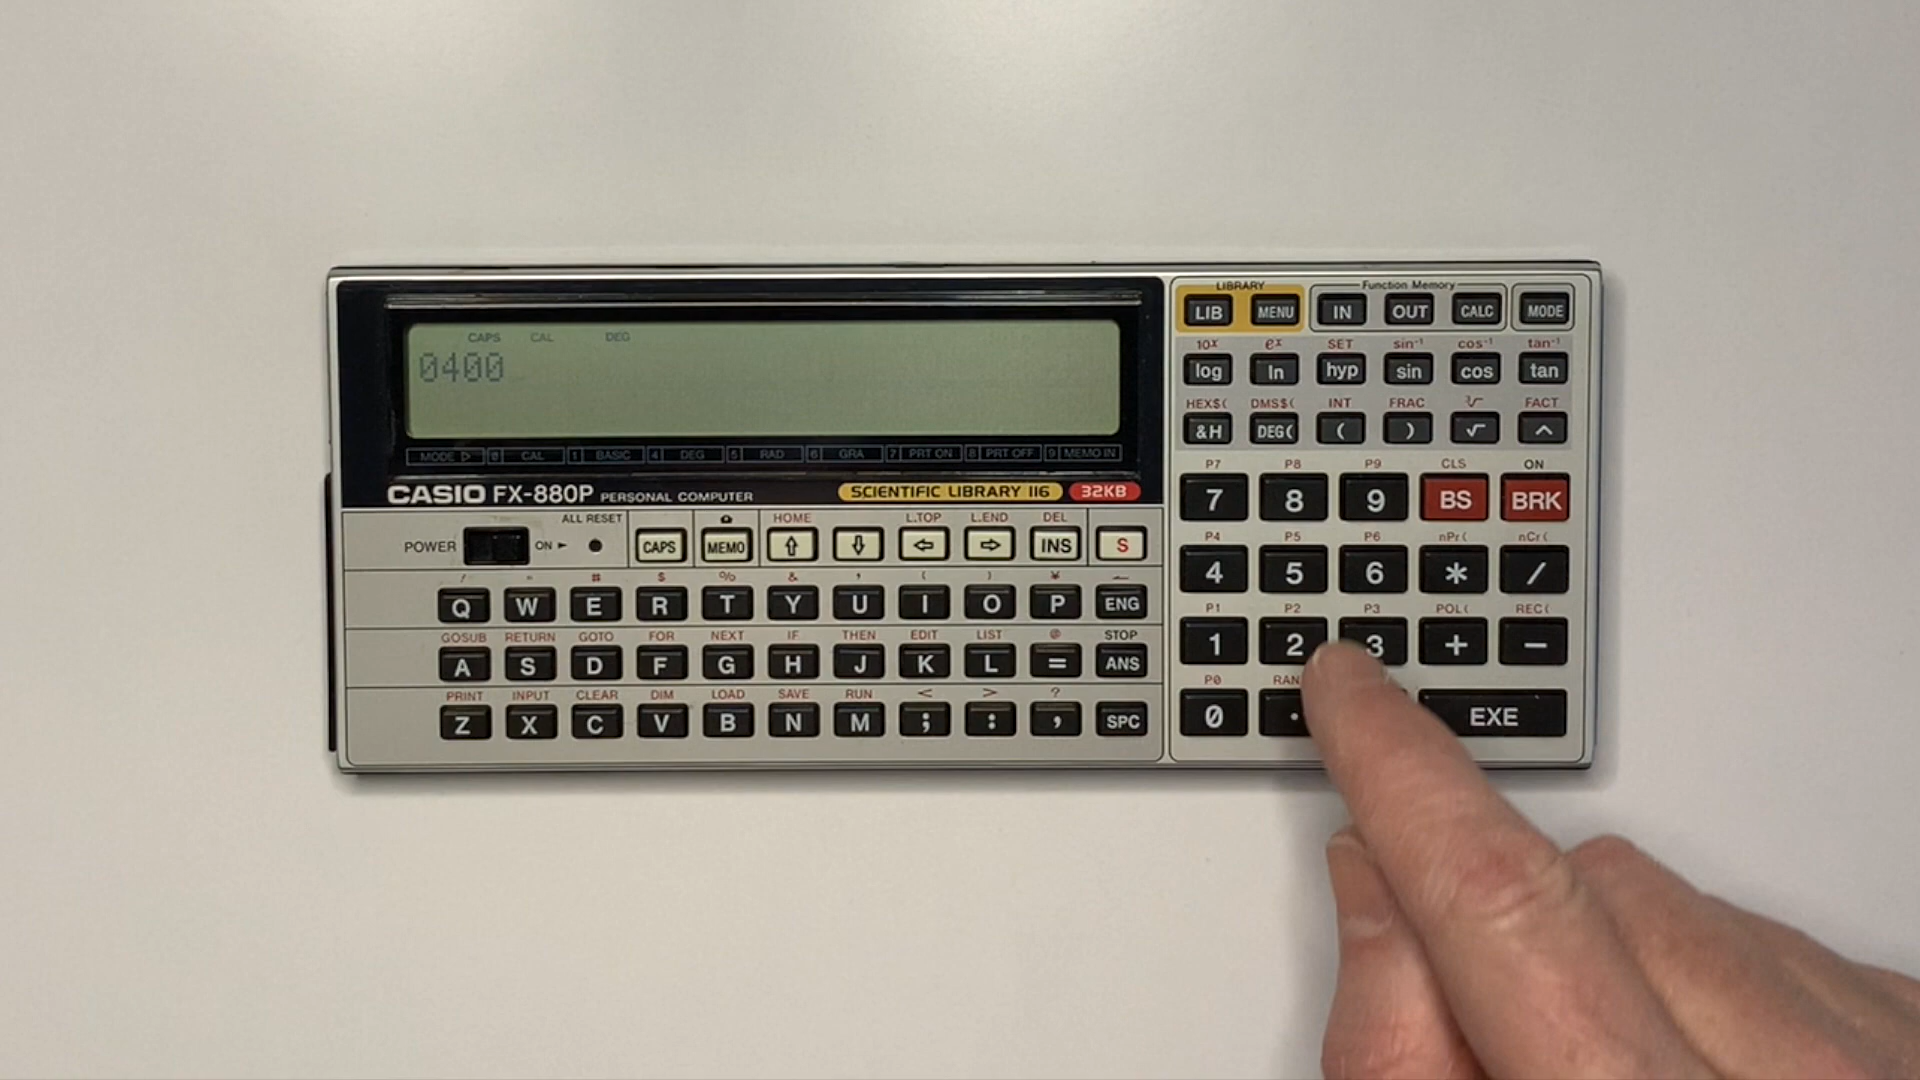 CAPS CAL DEG
0400
MODE ▷ 0 CAL 1 BASIC 4 DEG 5 RAD 6 GRA 7 PRT ON 8 PRT OFF 9 MEMO IN
CASIO FX-880P PERSONAL COMPUTER SCIENTIFIC LIBRARY 116 32KB
POWER ON ► ALL RESET
HOME L.TOP L.END DEL
CAPS MEMO ⇧ ⇩ ⇦ ⇨ INS S
! " # $ % & ' ( ) ¥
Q W E R T Y U I O P ENG
GOSUB RETURN GOTO FOR NEXT IF THEN EDIT LIST @ STOP
A S D F G H J K L = ANS
PRINT INPUT CLEAR DIM LOAD SAVE RUN < > ?
Z X C V B N M ; : , SPC
LIBRARY Function Memory
LIB MENU IN OUT CALC MODE
10x ex SET sin-1 cos-1 tan-1
log ln hyp sin cos tan
HEX$( DMS$( INT FRAC ³√ FACT
&H DEG( ( ) √ ^
P7 P8 P9 CLS ON
7 8 9 BS BRK
P4 P5 P6 nPr( nCr(
4 5 6 * /
P1 P2 P3 POL( REC(
1 2 3 + −
P0
0 . EXE